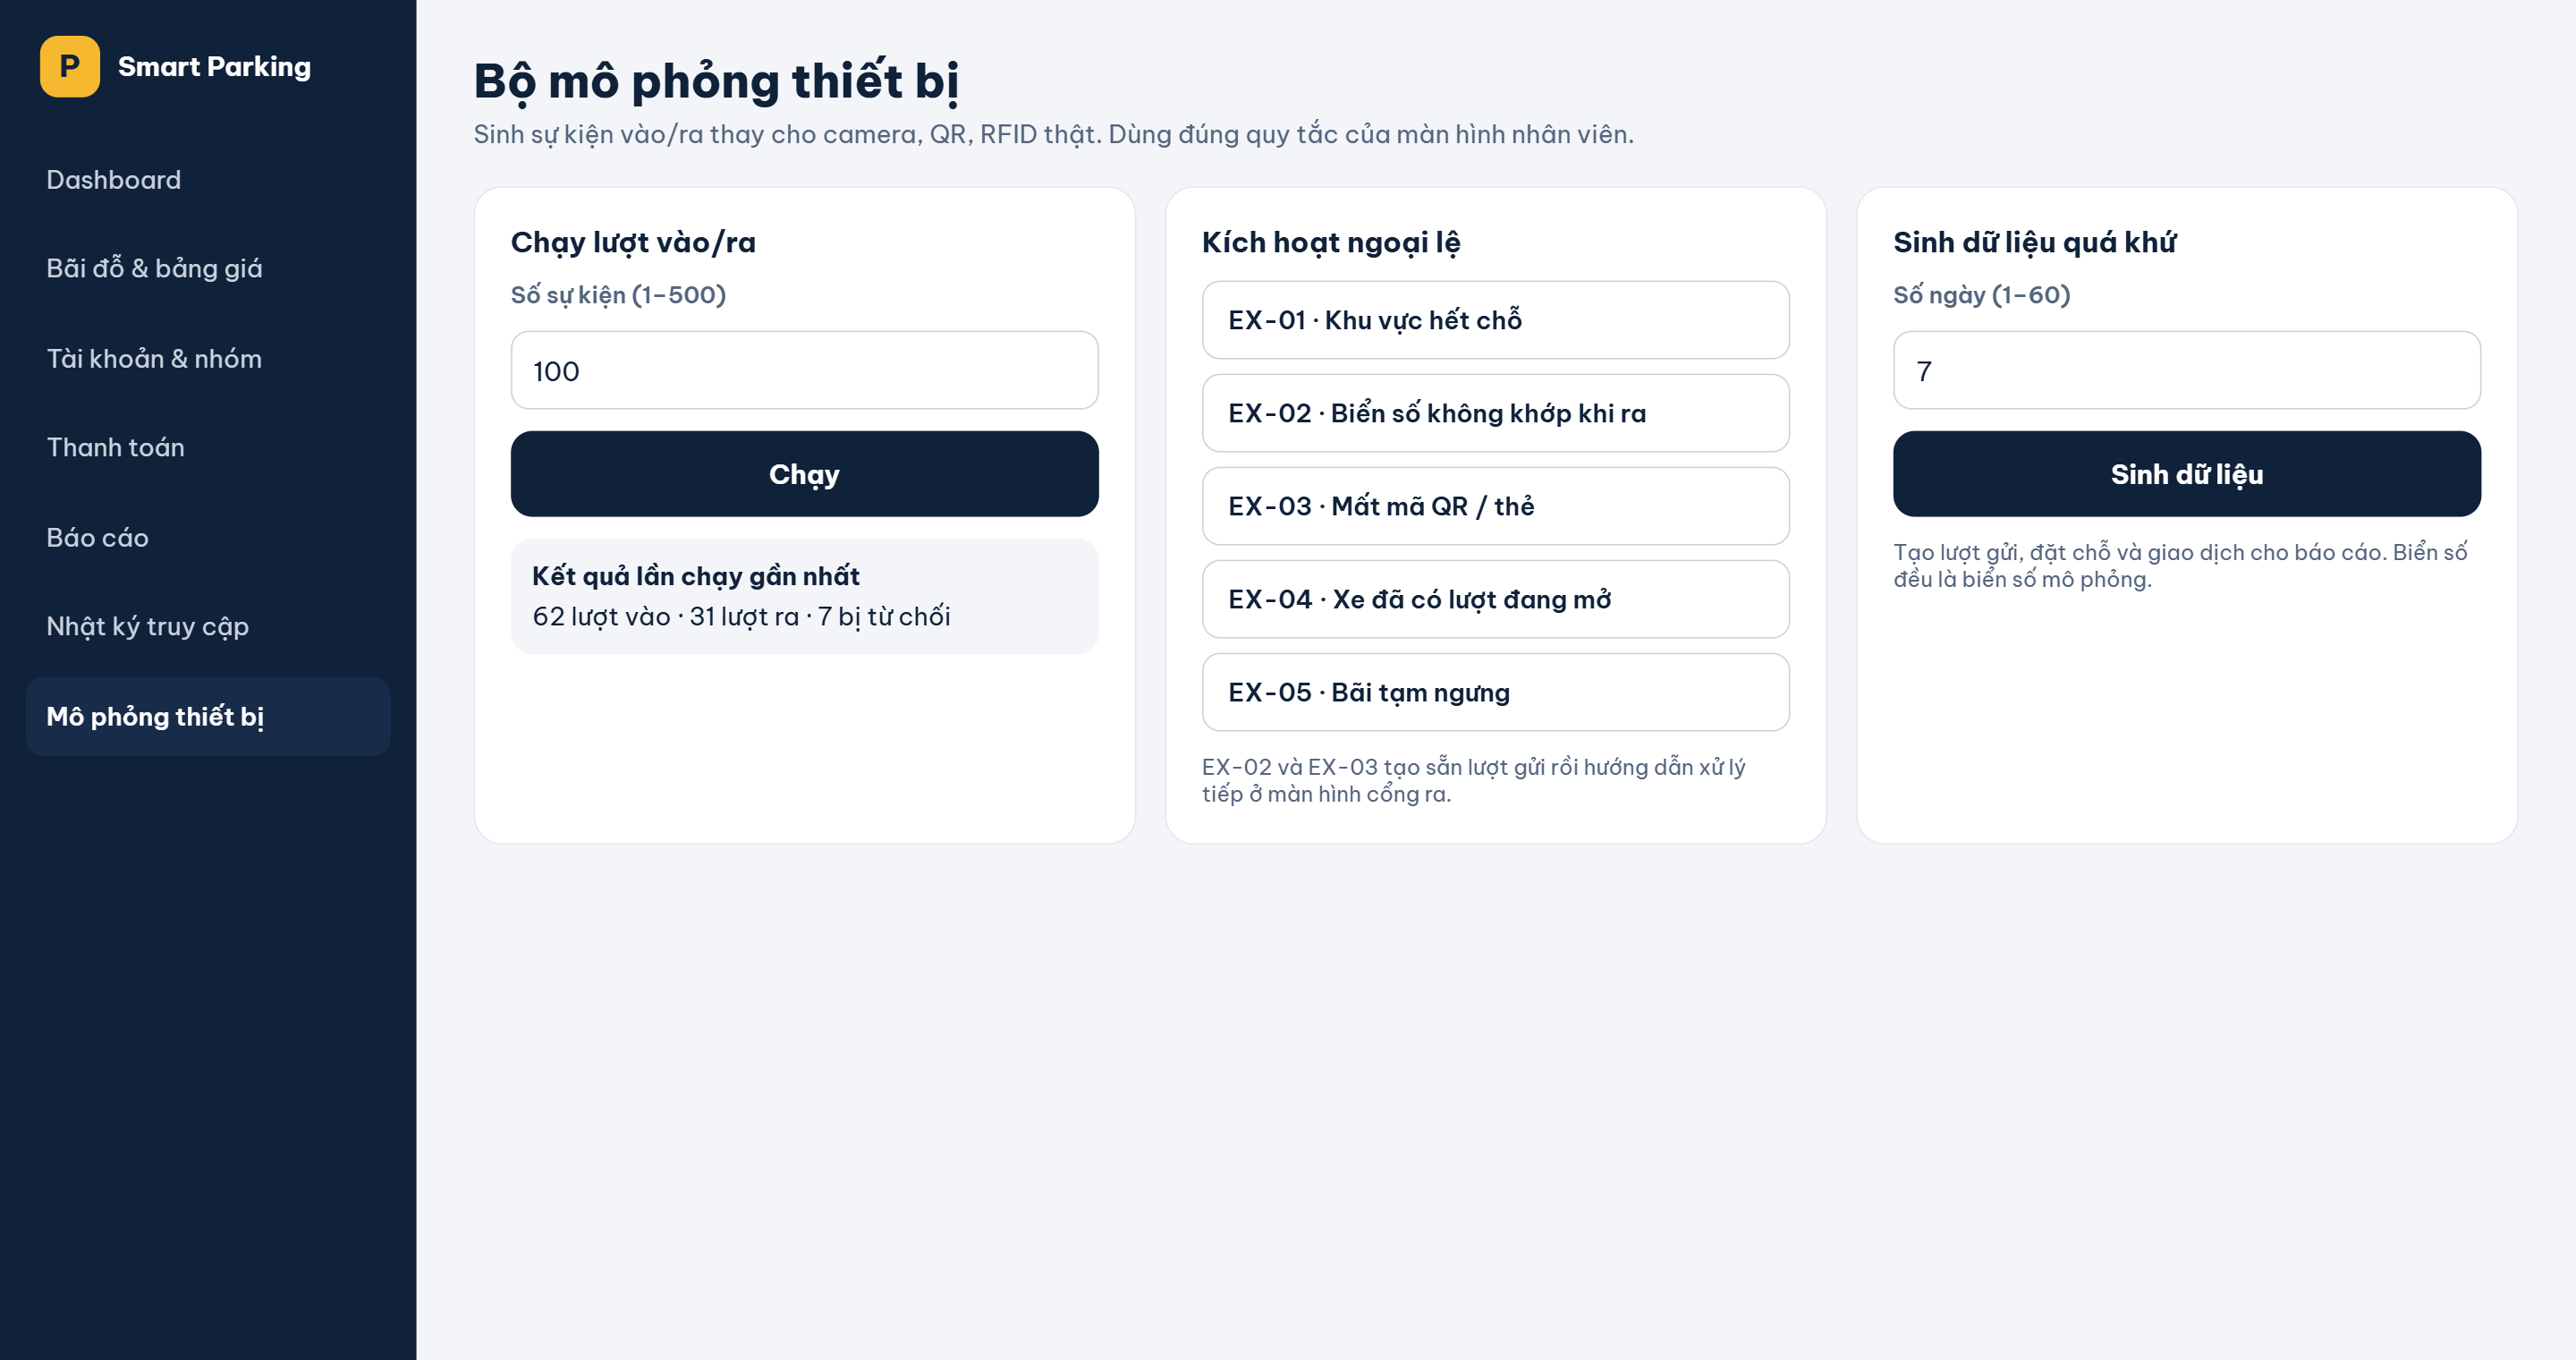 P
Smart Parking
Dashboard
Bãi đỗ & bảng giá
Tài khoản & nhóm
Thanh toán
Báo cáo
Nhật ký truy cập
Mô phỏng thiết bị
Bộ mô phỏng thiết bị
Sinh sự kiện vào/ra thay cho camera, QR, RFID thật. Dùng đúng quy tắc của màn hình nhân viên.
Chạy lượt vào/ra
Số sự kiện (1–500)
100
Chạy
Kết quả lần chạy gần nhất
62 lượt vào · 31 lượt ra · 7 bị từ chối
Kích hoạt ngoại lệ
EX-01 · Khu vực hết chỗ
EX-02 · Biển số không khớp khi ra
EX-03 · Mất mã QR / thẻ
EX-04 · Xe đã có lượt đang mở
EX-05 · Bãi tạm ngưng
EX-02 và EX-03 tạo sẵn lượt gửi rồi hướng dẫn xử lý
tiếp ở màn hình cổng ra.
Sinh dữ liệu quá khứ
Số ngày (1–60)
7
Sinh dữ liệu
Tạo lượt gửi, đặt chỗ và giao dịch cho báo cáo. Biển số
đều là biển số mô phỏng.